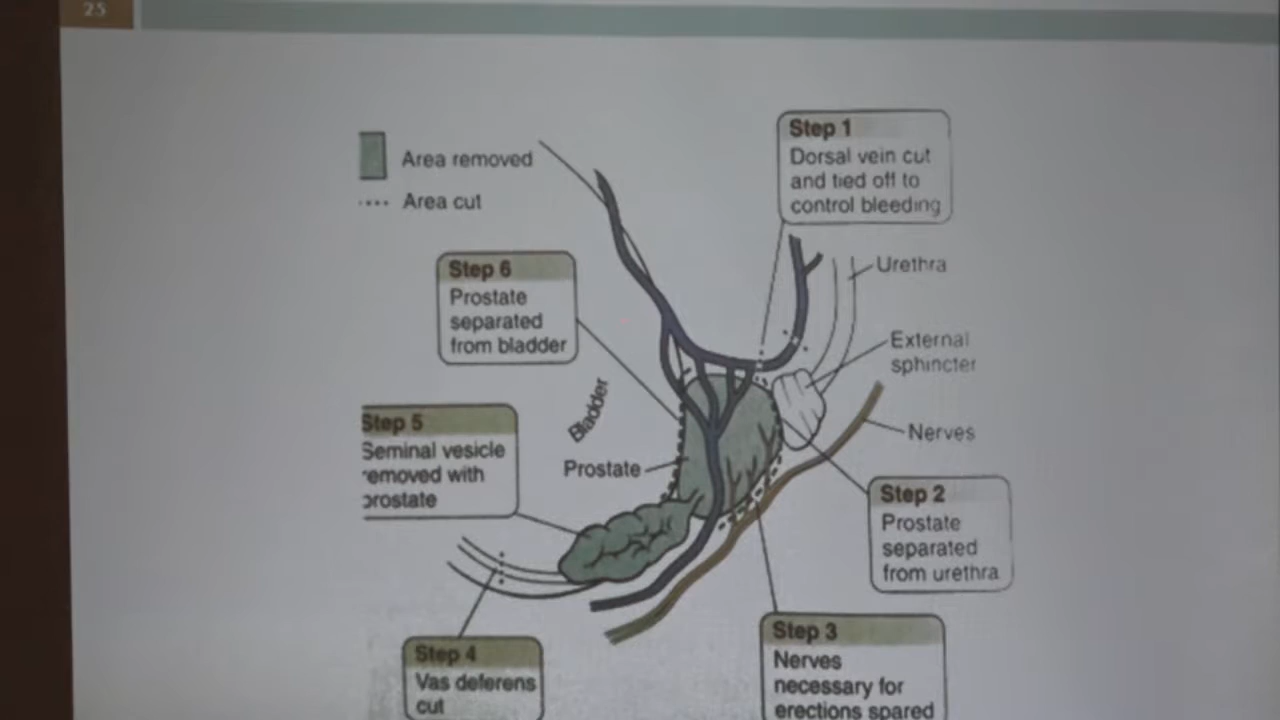 25
Area removed
Area cut
Step 1
Dorsal vein cut
and tied off to
control bleeding
Urethra
Step 6
Prostate
separated
from bladder
External
sphincter
Bladder
Nerves
Step 5
Seminal vesicle
removed with
prostate
Prostate
Step 2
Prostate
separated
from urethra
Step 4
Vas deferens
cut
Step 3
Nerves
necessary for
erections spared